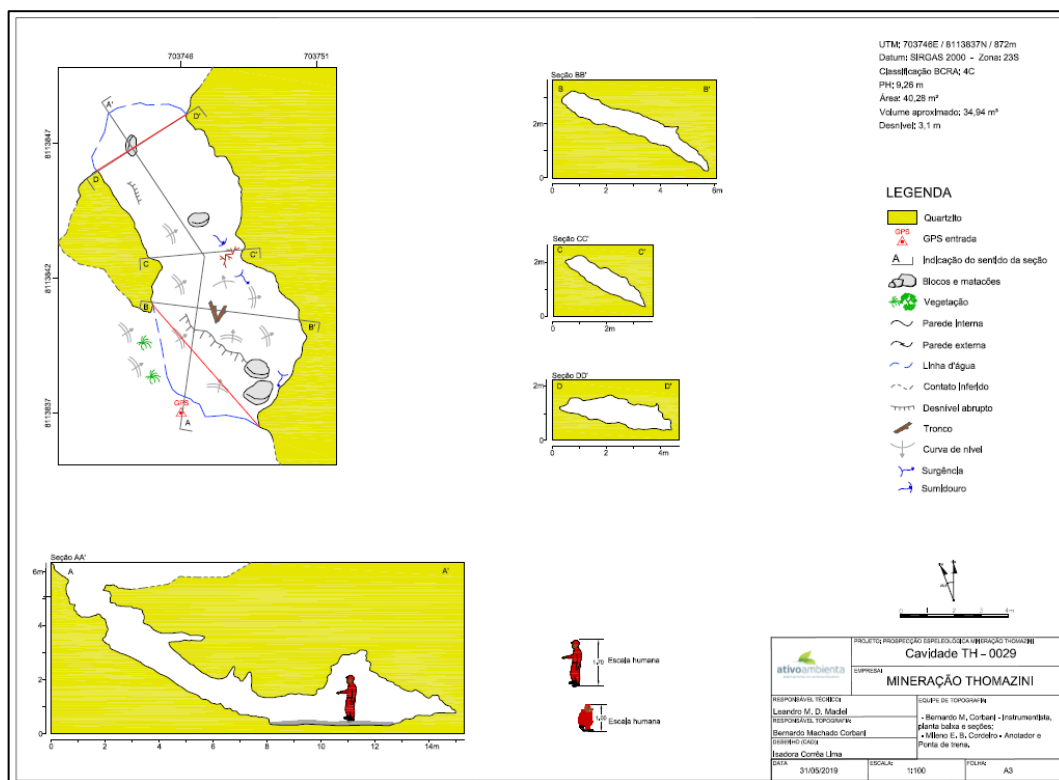 703746 703751
8113847
8113842
8113837
A'
D'
D
C
C'
B
B'
GPS
A
Seção BB'
B B'
2m
0
0 2 4 6m
Seção CC'
C C'
2m
0
0 2m
Seção DD'
D D'
2m
0
0 2 4m
UTM: 703746E / 8113837N / 872m
Datum: SIRGAS 2000 - Zona: 23S
Classificação BCRA: 4C
PH: 9,26 m
Área: 40,28 m²
Volume aproximado: 34,94 m³
Desnível: 3,1 m
LEGENDA
Quartzito
GPS
GPS entrada
A
Indicação do sentido da seção
Blocos e matacões
Vegetação
Parede interna
Parede externa
Linha d'água
Contato inferido
Desnível abrupto
Tronco
Curva de nível
Surgência
Sumidouro
Seção AA'
A A'
6m
4
2
0
0 2 4 6 8 10 12 14m
1,70 Escala humana
1,00 Escala humana
0 1 2 3 4m
ativoambiental
PROJETO: PROSPECÇÃO ESPELEOLÓGICA MINERAÇÃO THOMAZINI
Cavidade TH - 0029
EMPRESA:
MINERAÇÃO THOMAZINI
RESPONSÁVEL TÉCNICO:
Leandro M. D. Maciel
RESPONSÁVEL TOPOGRAFIA:
Bernardo Machado Corbani
DESENHO (CAD):
Isadora Corrêa Lima
EQUIPE DE TOPOGRAFIA:
- Bernardo M. Corbani - Instrumentista,
planta baixa e seções;
- Mileno E. B. Cordeiro - Anotador e
Ponta de trena.
DATA 31/05/2019 ESCALA: 1:100 FOLHA: A3